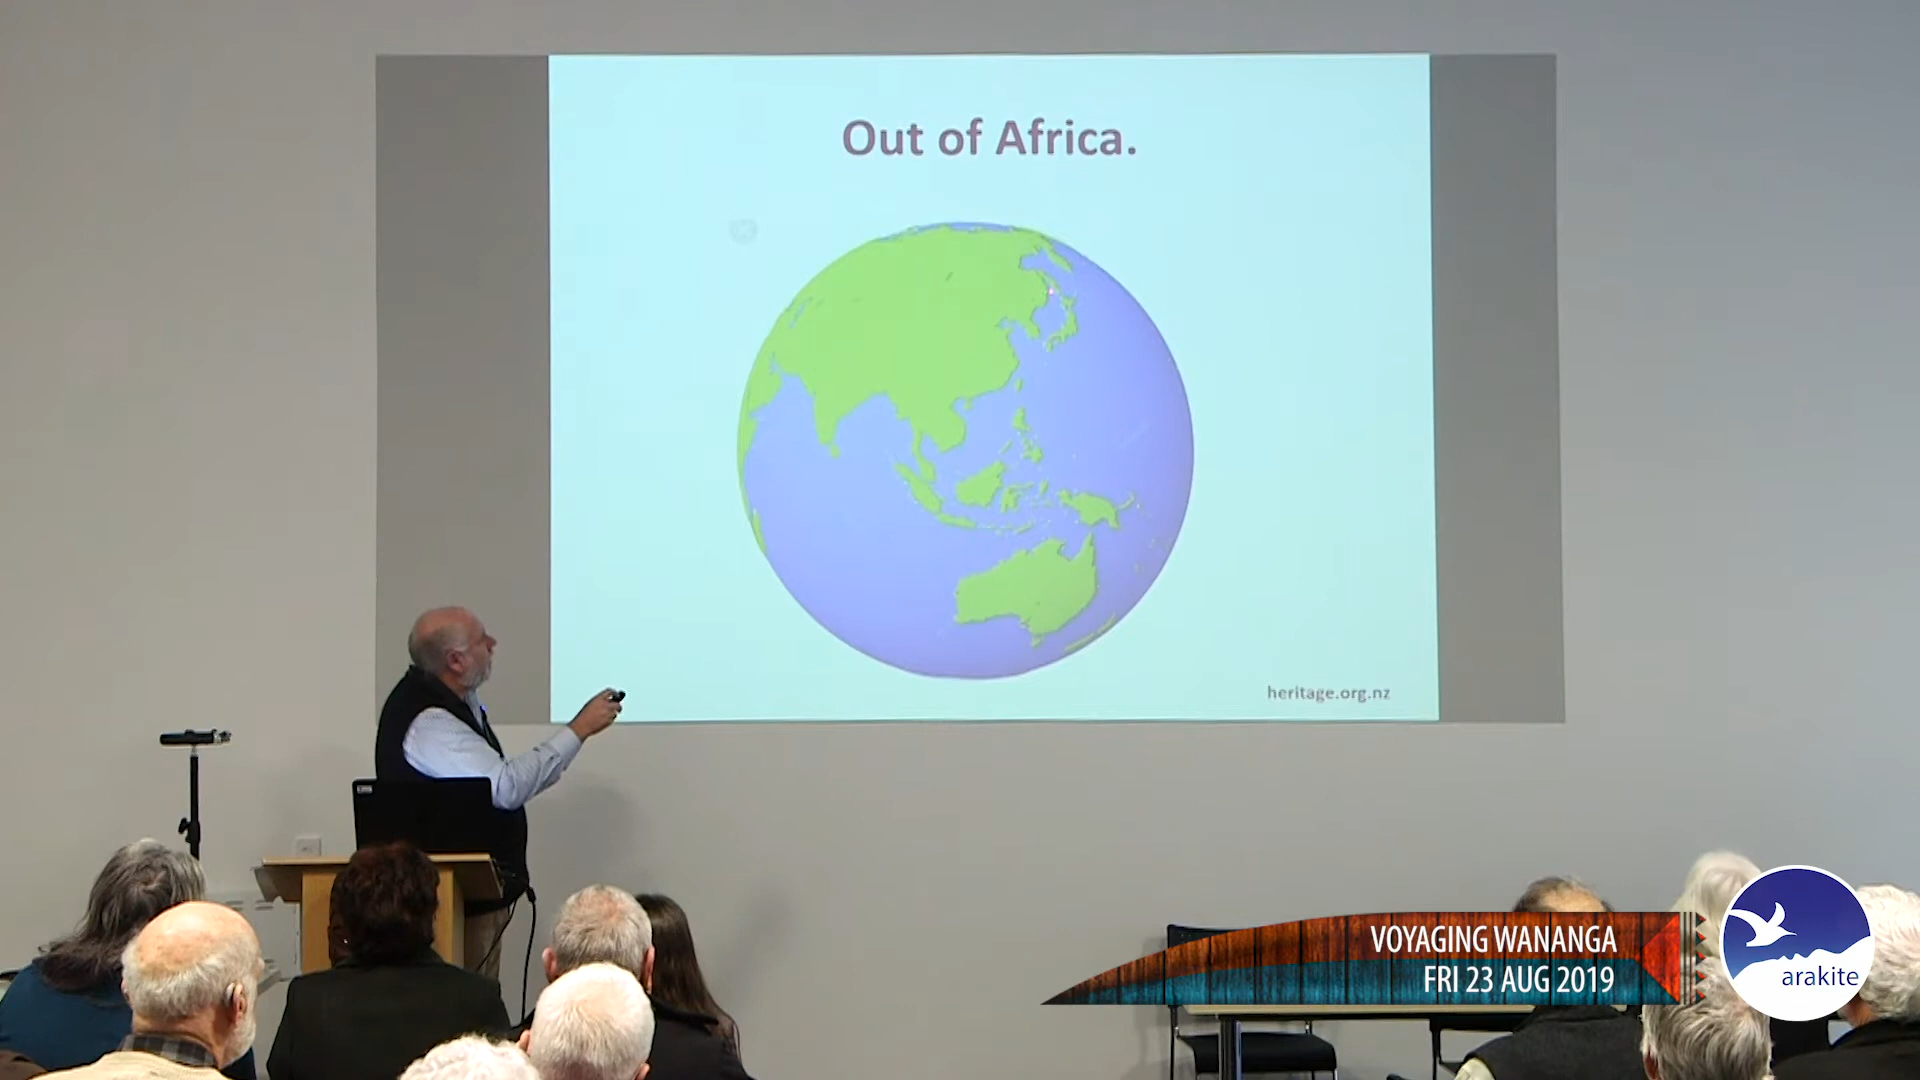 Out of Africa.
heritage.org.nz
VOYAGING WANANGA
FRI 23 AUG 2019
arakite